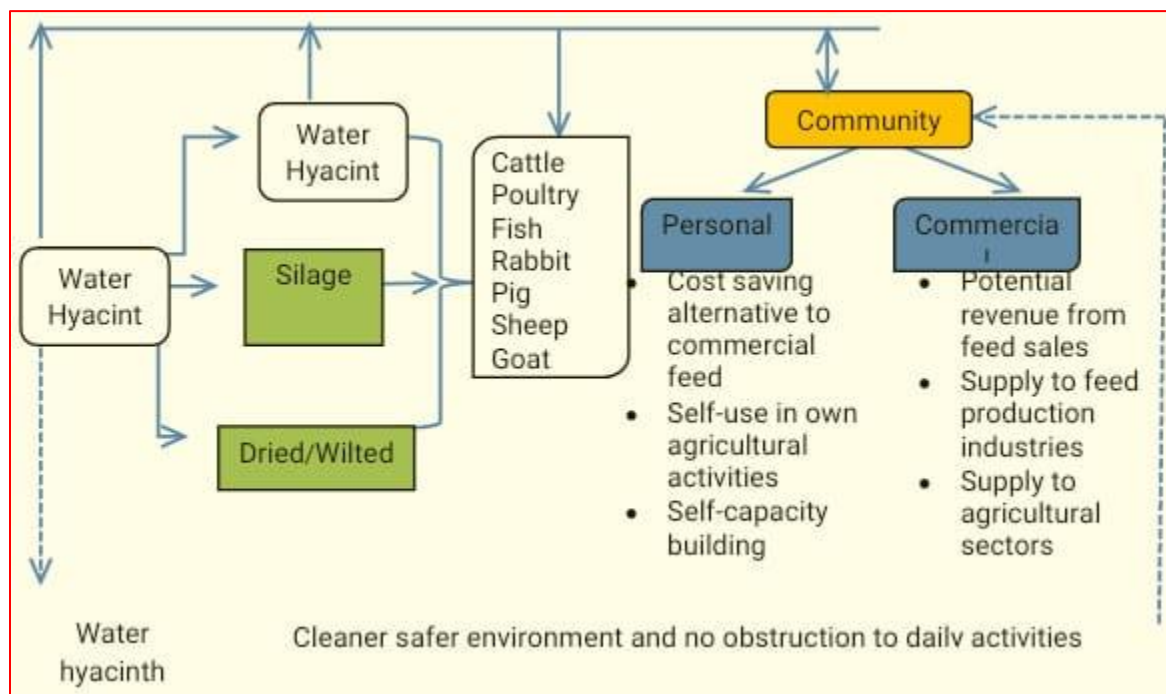 Water
Hyacint
Water
Hyacint
Silage
Dried/Wilted
Cattle
Poultry
Fish
Rabbit
Pig
Sheep
Goat
Community
Personal
• Cost saving
alternative to
commercial
feed
• Self-use in own
agricultural
activities
• Self-capacity
building
Commercia
l
• Potential
revenue from
feed sales
• Supply to feed
production
industries
• Supply to
agricultural
sectors
Water
hyacinth
Cleaner safer environment and no obstruction to daily activities